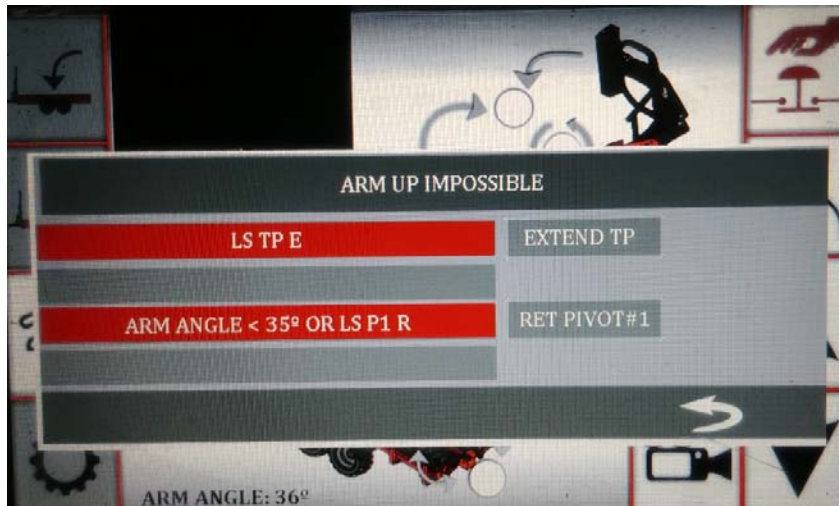 ARM UP IMPOSSIBLE
LS TP E
EXTEND TP
ARM ANGLE < 35º OR LS P1 R
RET PIVOT#1
ARM ANGLE: 36º